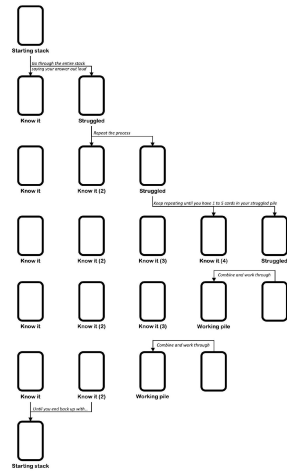 Starting stack
Go through the entire stack
saying your answer out loud
Know it Struggled
Repeat the process
Know it Know it (2) Struggled
Keep repeating until you have 1 to 5 cards in your struggled pile
Know it Know it (2) Know it (3) Know it (4) Struggled
Combine and work through
Know it Know it (2) Know it (3) Working pile
Combine and work through
Know it Know it (2) Working pile
Until you end back up with...
Starting stack